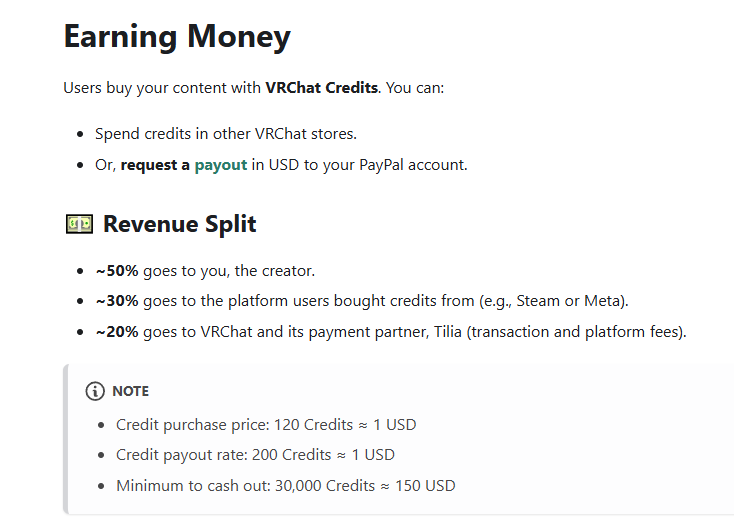 Earning Money
Users buy your content with VRChat Credits. You can:
• Spend credits in other VRChat stores.
• Or, request a payout in USD to your PayPal account.
Revenue Split
• ~50% goes to you, the creator.
• ~30% goes to the platform users bought credits from (e.g., Steam or Meta).
• ~20% goes to VRChat and its payment partner, Tilia (transaction and platform fees).
NOTE
• Credit purchase price: 120 Credits ≈ 1 USD
• Credit payout rate: 200 Credits ≈ 1 USD
• Minimum to cash out: 30,000 Credits ≈ 150 USD